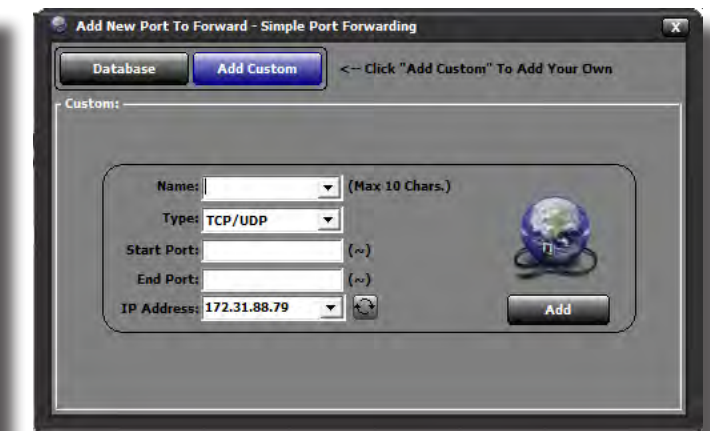 Add New Port To Forward - Simple Port Forwarding X
Database Add Custom <-- Click "Add Custom" To Add Your Own
Custom:
Name: (Max 10 Chars.)
Type: TCP/UDP
Start Port: (~)
End Port: (~)
IP Address: 172.31.88.79
Add